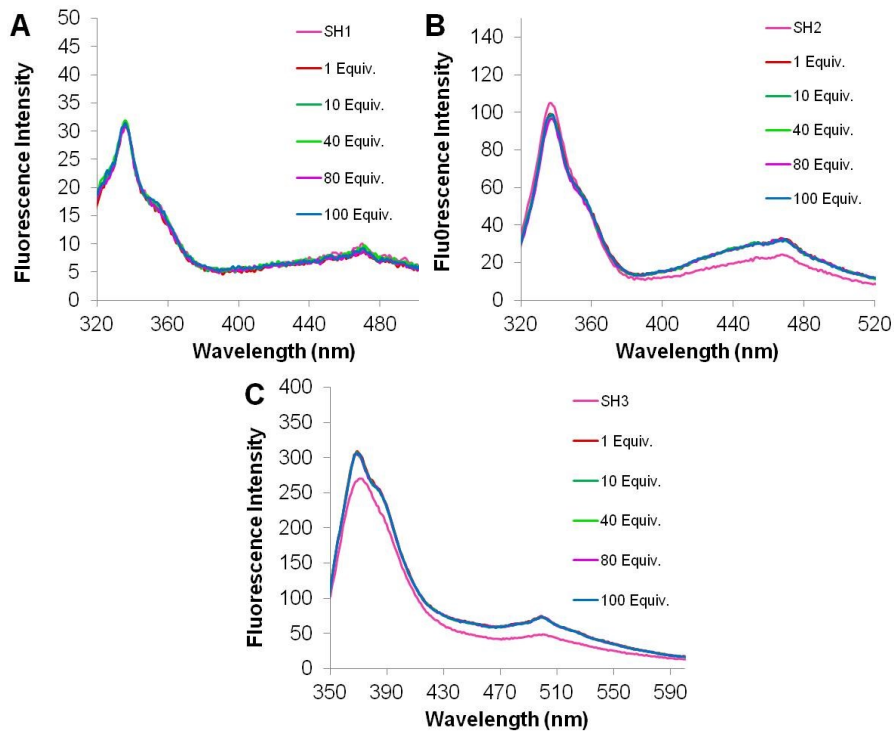 A
Fluorescence Intensity
50
45
40
35
30
25
20
15
10
5
0
320 360 400 440 480
Wavelength (nm)
SH1
1 Equiv.
10 Equiv.
40 Equiv.
80 Equiv.
100 Equiv.
B
Flu0rescence Intensity
140
120
100
80
60
40
20
0
320 360 400 440 480 520
Wavelength (nm)
SH2
1 Equiv.
10 Equiv.
40 Equiv.
80 Equiv.
100 Equiv.
C
Fluorescence Intensity
400
350
300
250
200
150
100
50
0
350 390 430 470 510 550 590
Wavelength (nm)
SH3
1 Equiv.
10 Equiv.
40 Equiv.
80 Equiv.
100 Equiv.